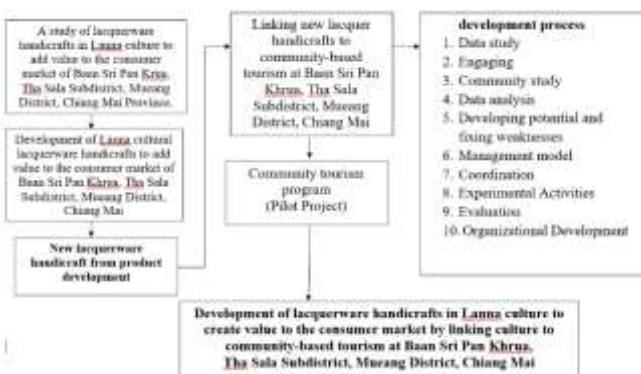 A study of lacquerware
handicrafts in Lanna culture to
add value to the consumer
market of Baan Sri Pan Krua,
Tha Sala Subdistrict, Mueang
District, Chiang Mai Province.
Development of Lanna cultural
lacquerware handicrafts to add
value to the consumer market of
Baan Sri Pan Khrua, Tha Sala
Subdistrict, Mueang District,
Chiang Mai
New lacquerware
handicraft from product
development
Linking new lacquer
handicrafts to
community-based
tourism at Baan Sri Pan
Khrua, Tha Sala
Subdistrict, Mueang
District, Chiang Mai
Community tourism
program
(Pilot Project)
development process
1. Data study
2. Engaging
3. Community study
4. Data analysis
5. Developing potential and
fixing weaknesses
6. Management model
7. Coordination
8. Experimental Activities
9. Evaluation
10. Organizational Development
Development of lacquerware handicrafts in Lanna culture to
create value to the consumer market by linking culture to
community-based tourism at Baan Sri Pan Khrua,
Tha Sala Subdistrict, Mueang District, Chiang Mai